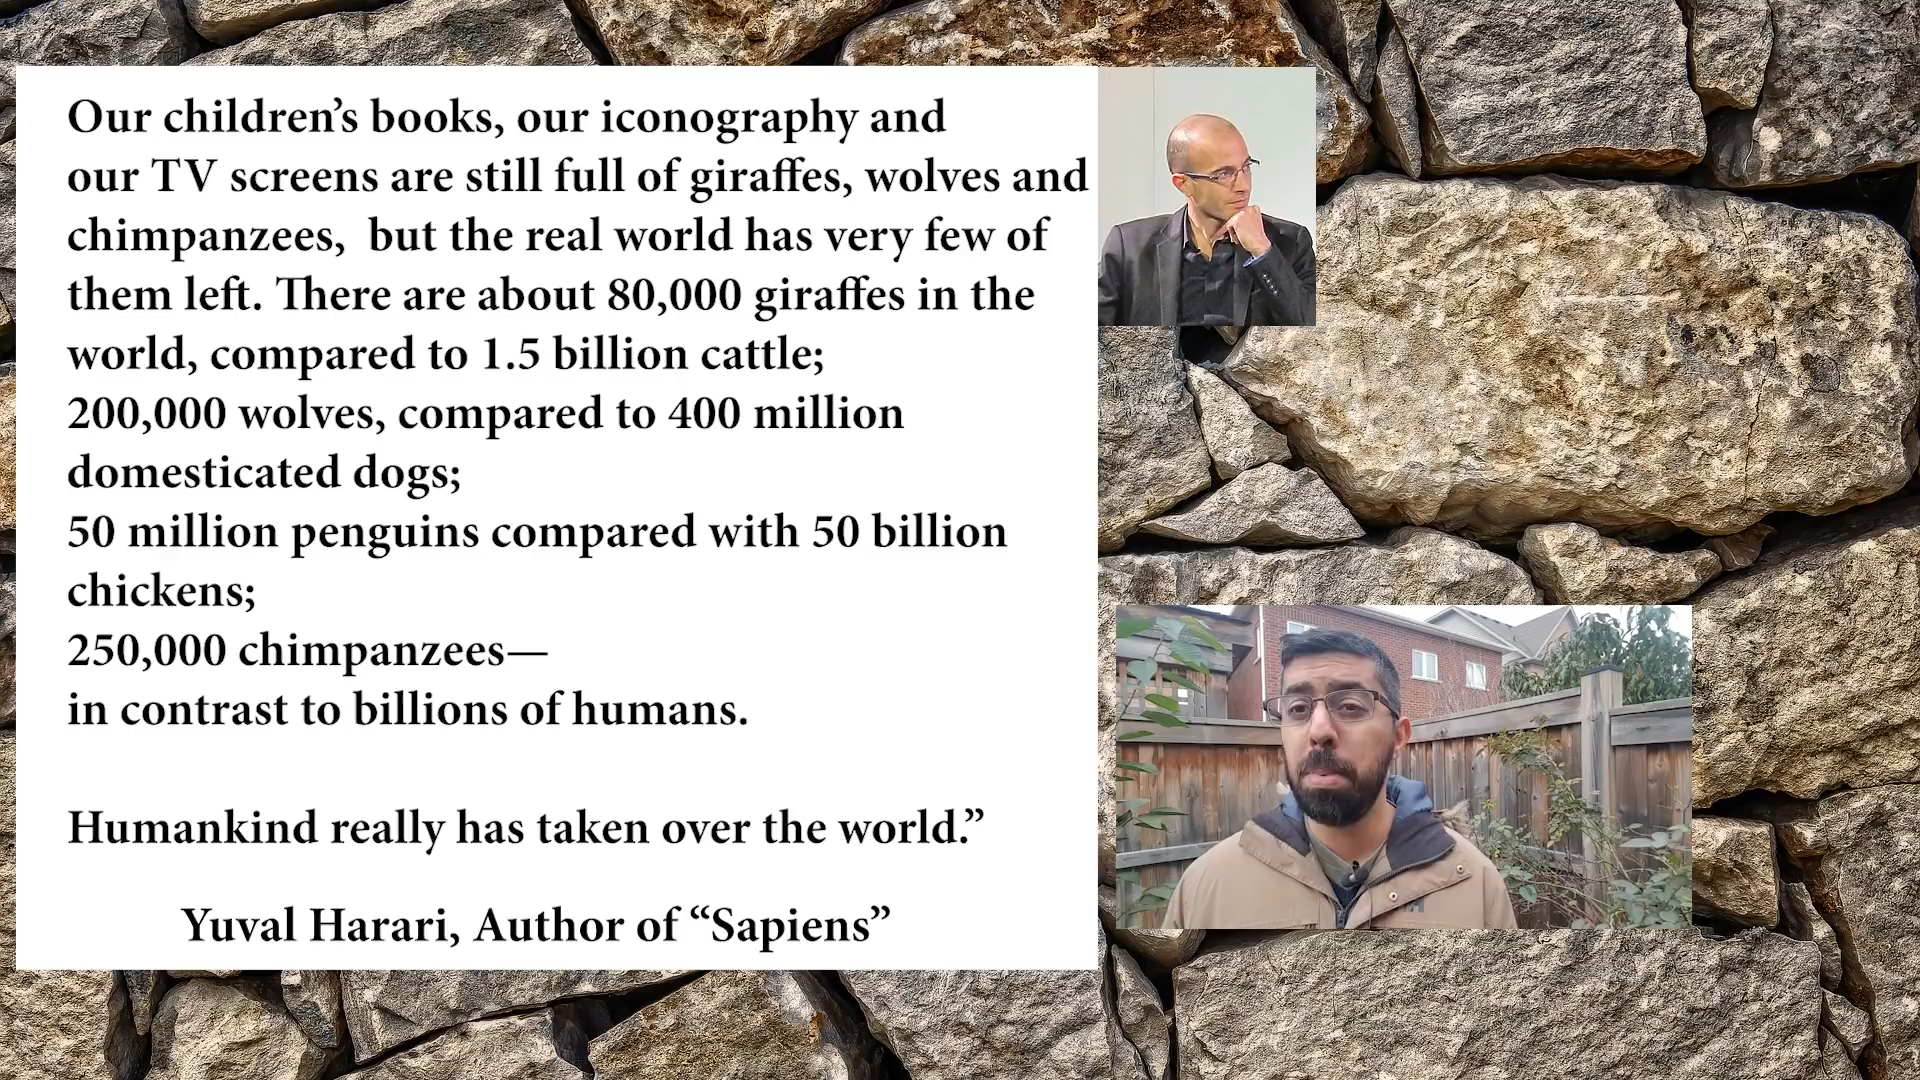 Our children’s books, our iconography and
our TV screens are still full of giraffes, wolves and
chimpanzees,  but the real world has very few of
them left. There are about 80,000 giraffes in the
world, compared to 1.5 billion cattle;
200,000 wolves, compared to 400 million
domesticated dogs;
50 million penguins compared with 50 billion
chickens;
250,000 chimpanzees—
in contrast to billions of humans.
Humankind really has taken over the world.”
Yuval Harari, Author of “Sapiens”